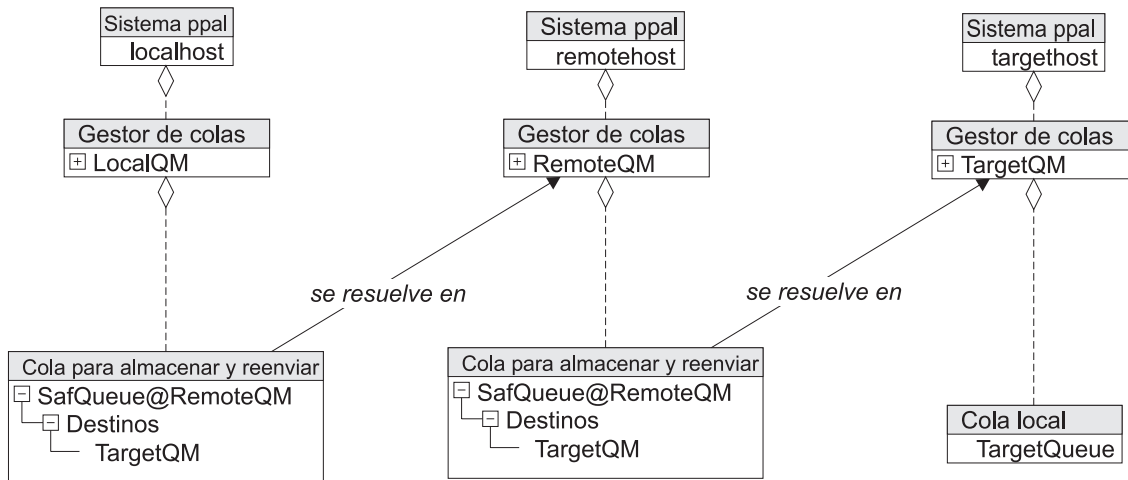 Sistema ppal
localhost
Gestor de colas
LocalQM
se resuelve en
Cola para almacenar y reenviar
SafQueue@RemoteQM
Destinos
TargetQM
Sistema ppal
remotehost
Gestor de colas
RemoteQM
se resuelve en
Cola para almacenar y reenviar
SafQueue@RemoteQM
Destinos
TargetQM
Sistema ppal
targethost
Gestor de colas
TargetQM
Cola local
TargetQueue